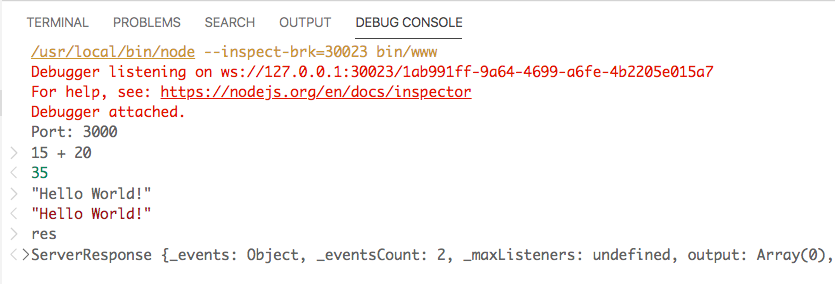 TERMINAL PROBLEMS SEARCH OUTPUT DEBUG CONSOLE
/usr/local/bin/node --inspect-brk=30023 bin/www
Debugger listening on ws://127.0.0.1:30023/1ab991ff-9a64-4699-a6fe-4b2205e015a7
For help, see: https://nodejs.org/en/docs/inspector
Debugger attached.
Port: 3000
> 15 + 20
< 35
> "Hello World!"
< "Hello World!"
> res
<>ServerResponse {_events: Object, _eventsCount: 2, _maxListeners: undefined, output: Array(0),